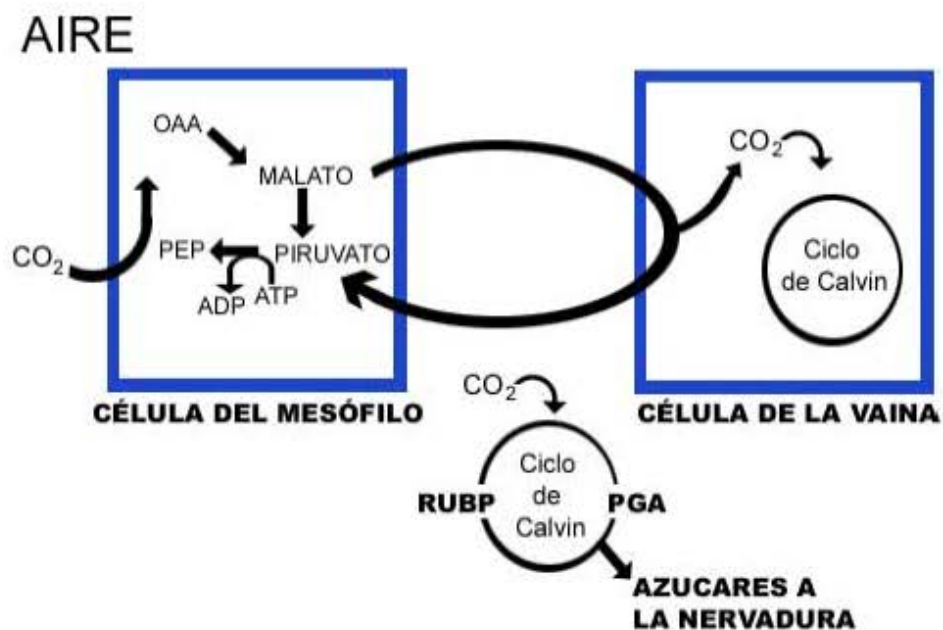 AIRE
OAA
MALATO
CO2
PEP
PIRUVATO
ADP
ATP
CÉLULA DEL MESÓFILO
CO2
Ciclo
de Calvin
CÉLULA DE LA VAINA
CO2
Ciclo
de
Calvin
RUBP
PGA
AZUCARES A
LA NERVADURA